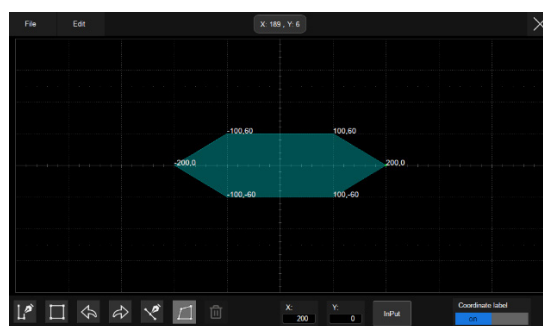 File Edit X: 189 , Y: 6
-100,60 100,60
-200,0 200,0
-100,-60 100,-60
X: Y: Coordinate label
200 0 InPut on